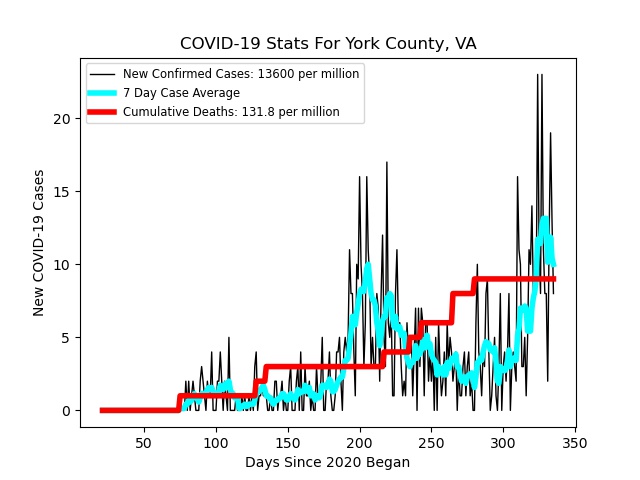 COVID-19 Stats For York County, VA
New Confirmed Cases: 13600 per million
7 Day Case Average
Cumulative Deaths: 131.8 per million
New COVID-19 Cases
20
15
10
5
0
50 100 150 200 250 300 350
Days Since 2020 Began